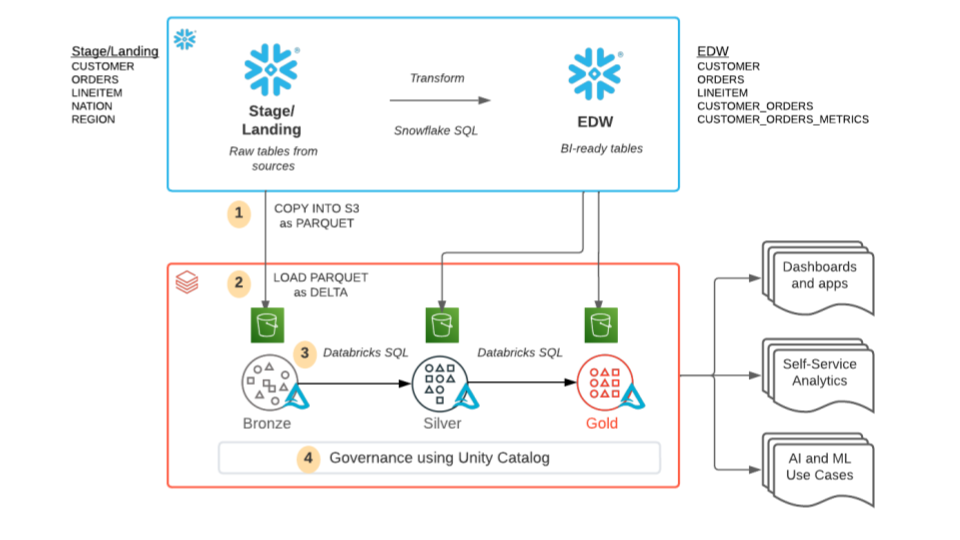 Stage/Landing
CUSTOMER
ORDERS
LINEITEM
NATION
REGION
Stage/
Landing
Raw tables from
sources
Transform
Snowflake SQL
EDW
BI-ready tables
EDW
CUSTOMER
ORDERS
LINEITEM
CUSTOMER_ORDERS
CUSTOMER_ORDERS_METRICS
1
COPY INTO S3
as PARQUET
2
LOAD PARQUET
as DELTA
3
Databricks SQL
Databricks SQL
Bronze
Silver
Gold
4 Governance using Unity Catalog
Dashboards
and apps
Self-Service
Analytics
AI and ML
Use Cases